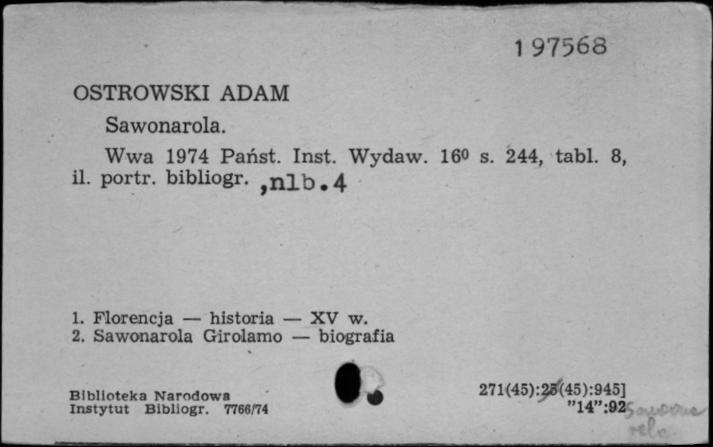 197568
OSTROWSKI ADAM
Sawonarola.
Wwa 1974 Państ. Inst. Wydaw. 16⁰ s. 244, tabl. 8,
il. portr. bibliogr. ,nlb.4
1. Florencja — historia — XV w.
2. Sawonarola Girolamo — biografia
Biblioteka Narodowa
Instytut Bibliogr. 7766/74
271(45):25(45):945]
"14":92